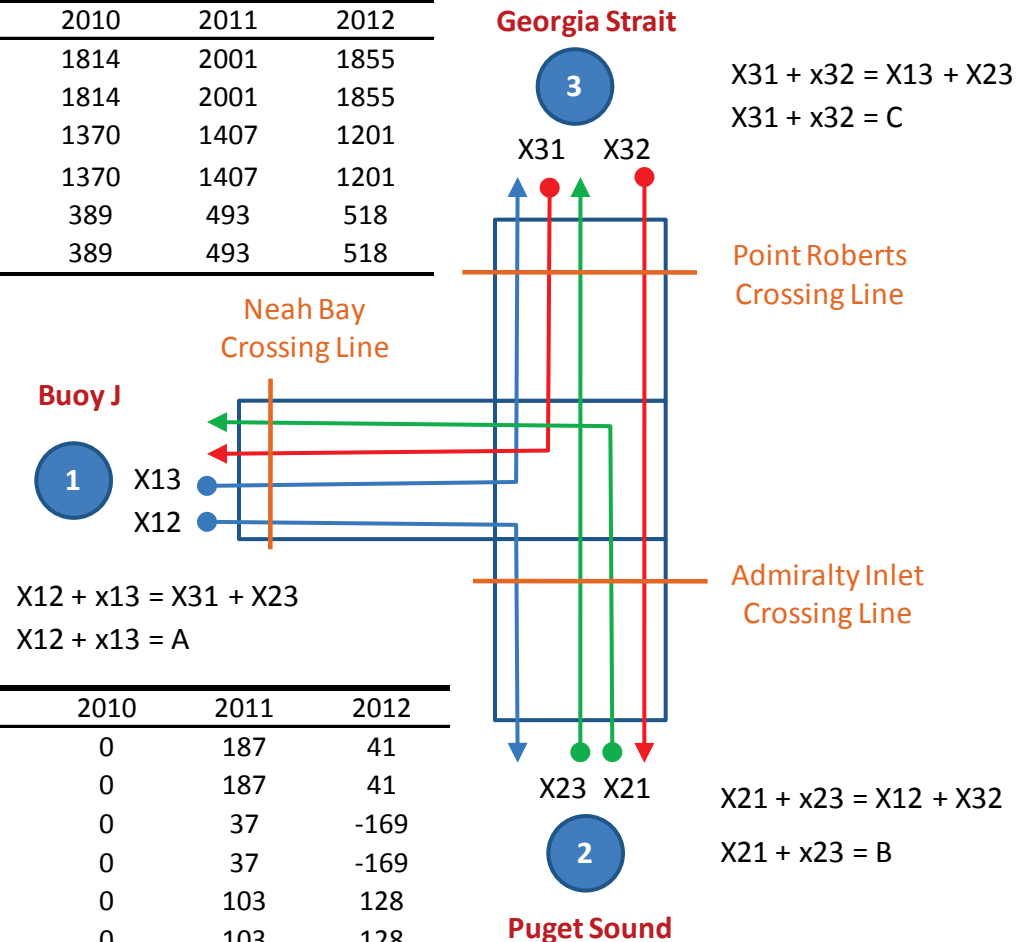 2010 2011 2012
1814 2001 1855
1814 2001 1855
1370 1407 1201
1370 1407 1201
389 493 518
389 493 518
Georgia Strait
3
X31 + x32 = X13 + X23
X31 + x32 = C
X31 X32
Point Roberts
Crossing Line
Neah Bay
Crossing Line
Buoy J
1
X13
X12
X12 + x13 = X31 + X23
X12 + x13 = A
Admiralty Inlet
Crossing Line
2010 2011 2012
0 187 41
0 187 41
0 37 -169
0 37 -169
0 103 128
0 103 128
X23 X21
2
Puget Sound
X21 + x23 = X12 + X32
X21 + x23 = B